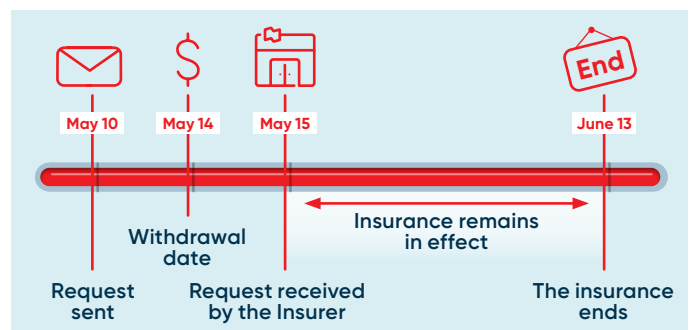 End
May 10
May 14
May 15
June 13
Insurance remains
in effect
Withdrawal
date
Request
sent
Request received
by the Insurer
The insurance
ends